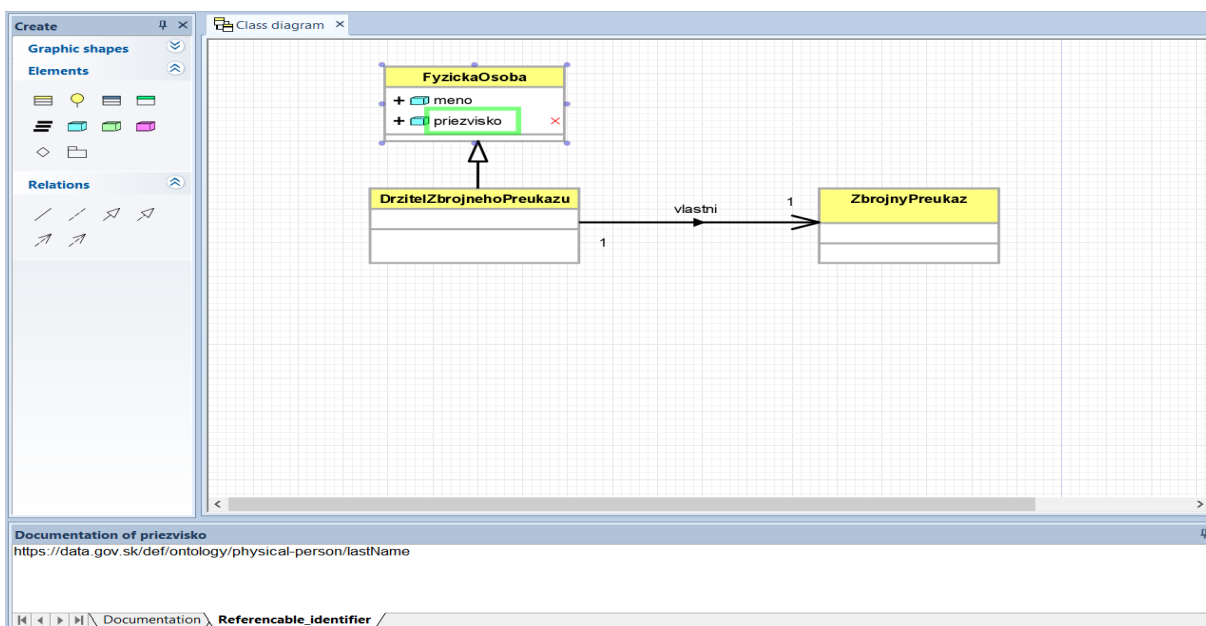 Create
Class diagram
Graphic shapes
Elements
Relations
FyzickaOsoba
+ meno
+ priezvisko
DrzitelZbrojnehoPreukazu
vlastni
1
1
ZbrojnyPreukaz
Documentation of priezvisko
https://data.gov.sk/def/ontology/physical-person/lastName
Documentation
Referencable_identifier